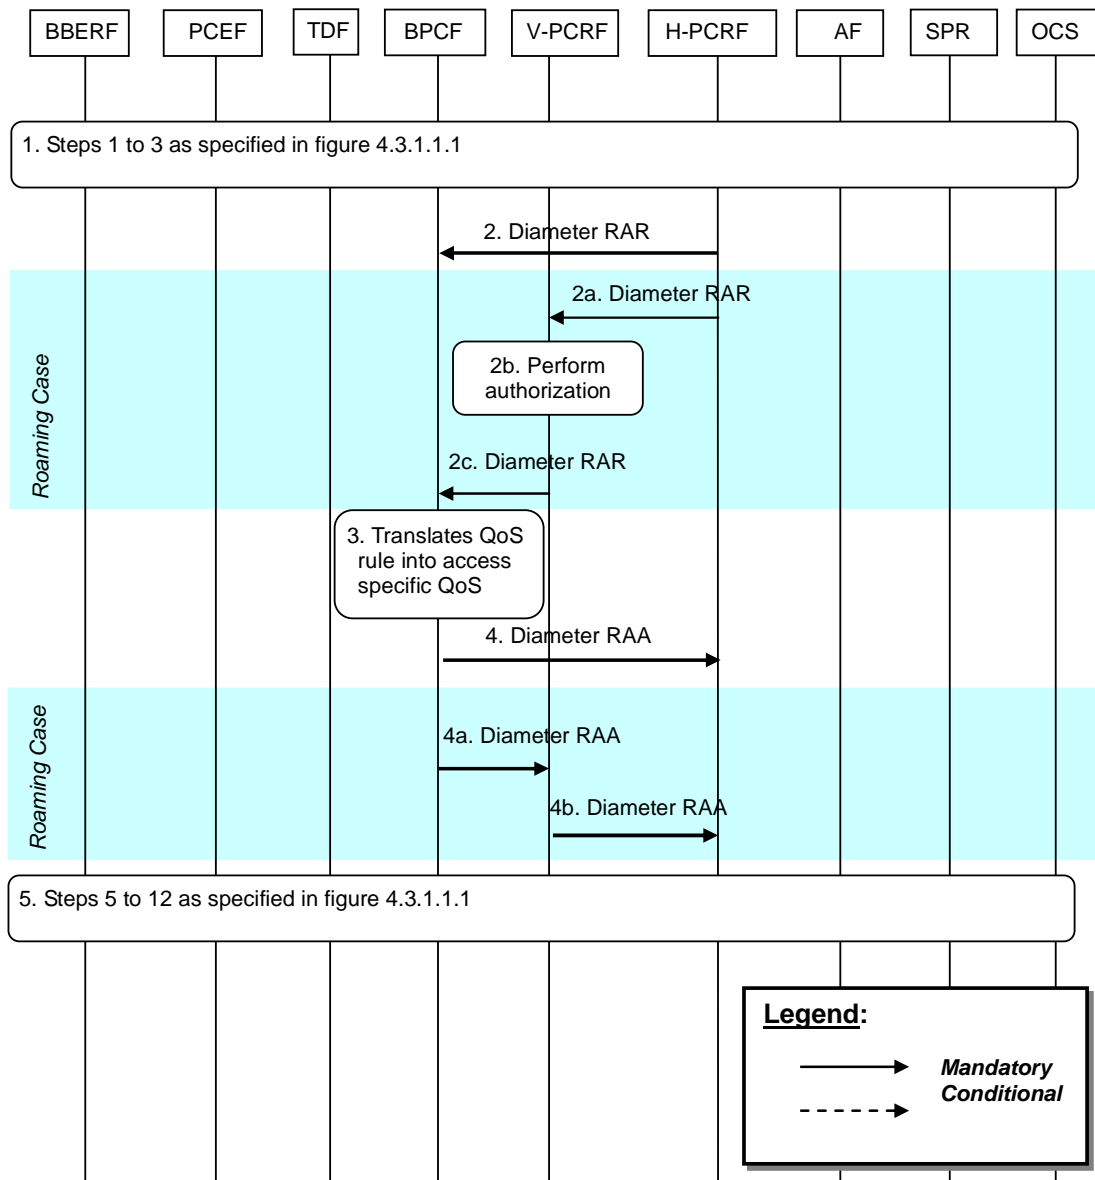 BBERF
PCEF
TDF
BPCF
V-PCRF
H-PCRF
AF
SPR
OCS
1. Steps 1 to 3 as specified in figure 4.3.1.1.1
2. Diameter RAR
Roaming Case
2a. Diameter RAR
2b. Perform
authorization
2c. Diameter RAR
3. Translates QoS
rule into access
specific QoS
4. Diameter RAA
Roaming Case
4a. Diameter RAA
4b. Diameter RAA
5. Steps 5 to 12 as specified in figure 4.3.1.1.1
Legend:
Mandatory
Conditional